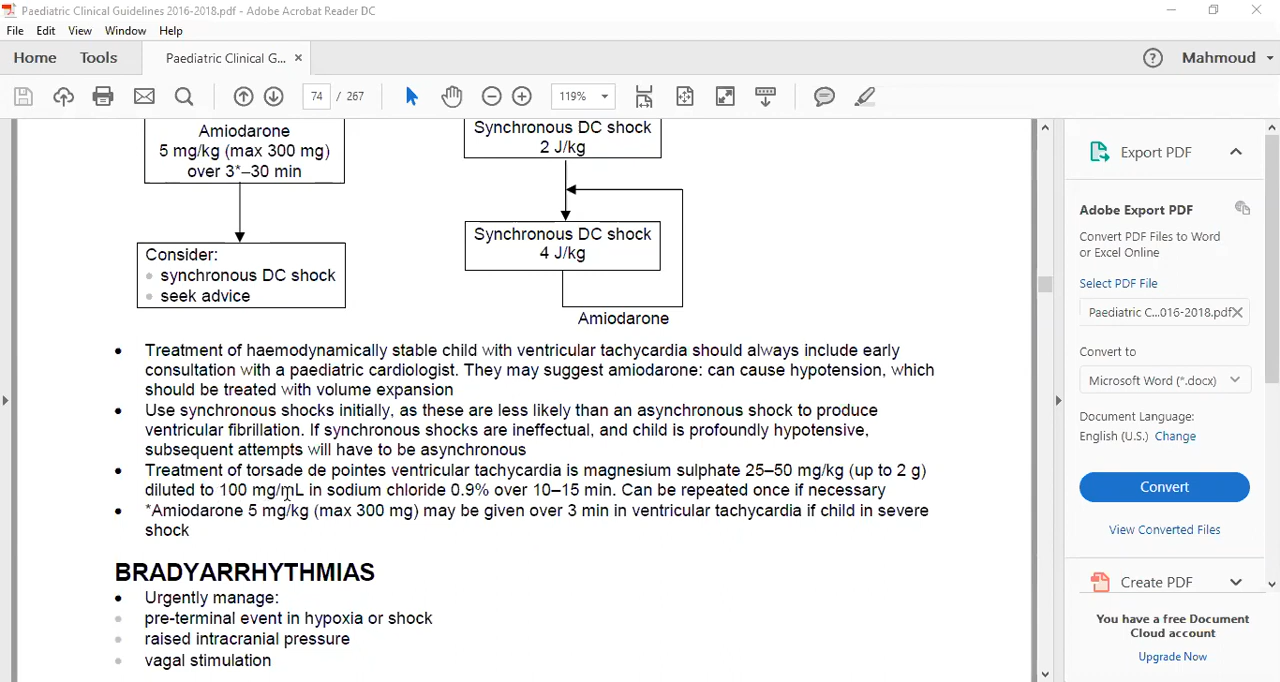 Paediatric Clinical Guidelines 2016-2018.pdf - Adobe Acrobat Reader DC
File Edit View Window Help
Home Tools Paediatric Clinical G... × Mahmoud
74 / 267 119%
Amiodarone
5 mg/kg (max 300 mg)
over 3*–30 min
Synchronous DC shock
2 J/kg
Consider:
synchronous DC shock
seek advice
Synchronous DC shock
4 J/kg
Amiodarone
• Treatment of haemodynamically stable child with ventricular tachycardia should always include early
consultation with a paediatric cardiologist. They may suggest amiodarone: can cause hypotension, which
should be treated with volume expansion
• Use synchronous shocks initially, as these are less likely than an asynchronous shock to produce
ventricular fibrillation. If synchronous shocks are ineffectual, and child is profoundly hypotensive,
subsequent attempts will have to be asynchronous
• Treatment of torsade de pointes ventricular tachycardia is magnesium sulphate 25–50 mg/kg (up to 2 g)
diluted to 100 mg/mL in sodium chloride 0.9% over 10–15 min. Can be repeated once if necessary
• *Amiodarone 5 mg/kg (max 300 mg) may be given over 3 min in ventricular tachycardia if child in severe
shock
BRADYARRHYTHMIAS
• Urgently manage:
• pre-terminal event in hypoxia or shock
• raised intracranial pressure
• vagal stimulation
Export PDF
Adobe Export PDF
Convert PDF Files to Word
or Excel Online
Select PDF File
Paediatric C...016-2018.pdf ×
Convert to
Microsoft Word (*.docx)
Document Language:
English (U.S.) Change
Convert
View Converted Files
Create PDF
You have a free Document
Cloud account
Upgrade Now